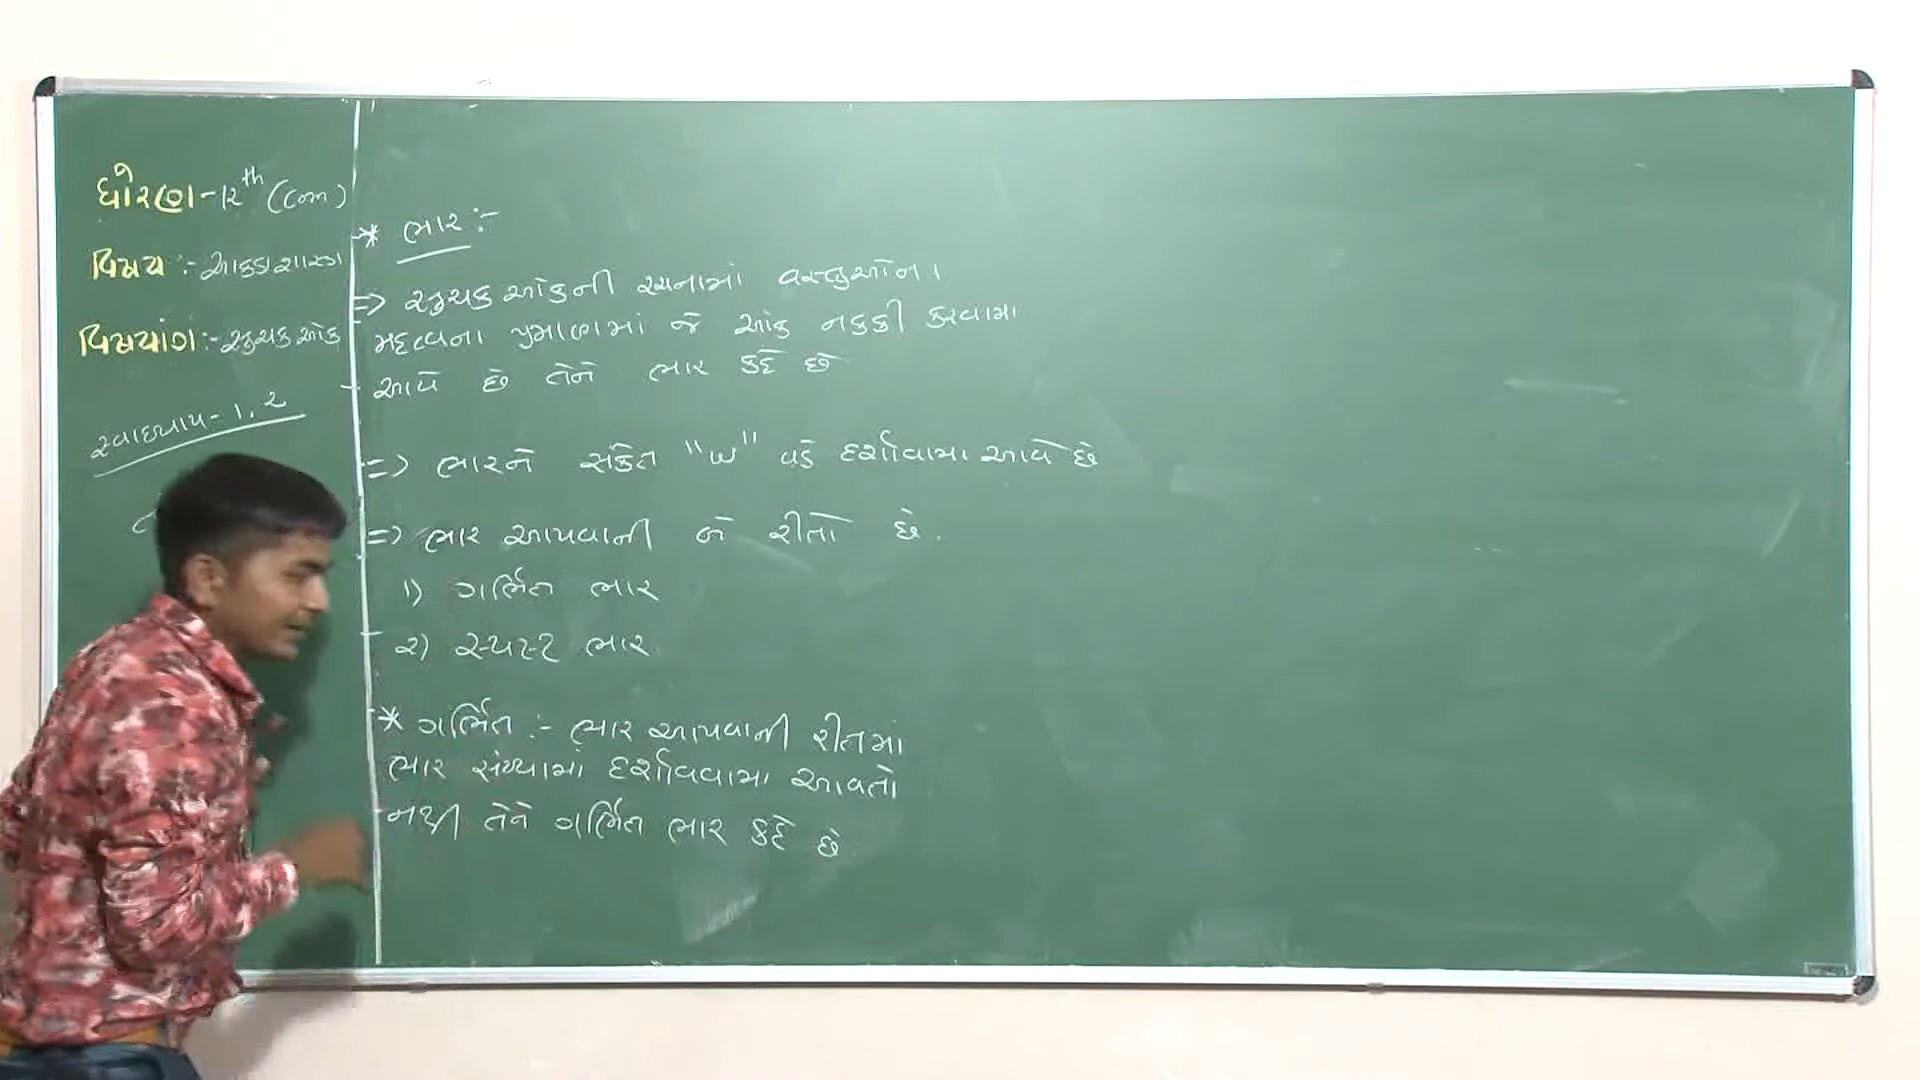 ધોરણ - 12th (com)
વિષય :- આંકડાશાસ્ત્ર
વિષયાંગ :- સૂચક આંક
સ્વાધ્યાય - 1, 2
* ભાર :-
=> સૂચક આંકની રચનામાં વસ્તુઓના
મહત્વના પ્રમાણમાં જે આંક નક્કી કરવામા
આવે છે તેને ભાર કહે છે
=> ભારને સંકેત "w" વડે દર્શાવામા આવે છે
=> ભાર આપવાની બે રીતો છે.
1) ગર્ભિત ભાર
2) સ્પષ્ટ ભાર
* ગર્ભિત :- ભાર આપવાની રીતમાં
ભાર સંખ્યામાં દર્શાવવામા આવતો
નથી તેને ગર્ભિત ભાર કહે છે